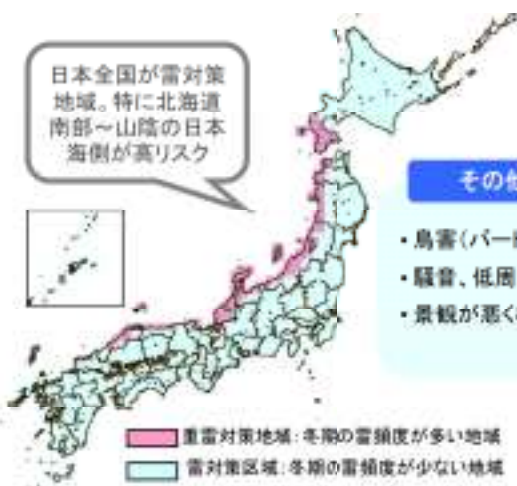 日本全国が雷対策
地域。特に北海道
南部～山陰の日本
海側が高リスク
その他
・鳥害(バー
・騒音、低周
・景観が悪く
重雷対策地域:冬期の雷頻度が多い地域
雷対策区域:冬期の雷頻度が少ない地域